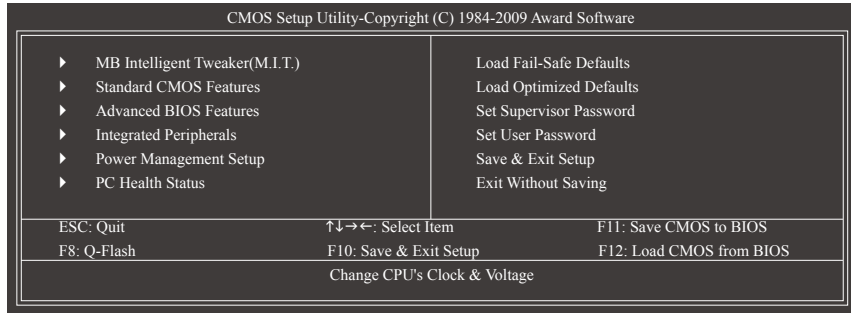 CMOS Setup Utility-Copyright (C) 1984-2009 Award Software
MB Intelligent Tweaker(M.I.T.)
Standard CMOS Features
Advanced BIOS Features
Integrated Peripherals
Power Management Setup
PC Health Status
Load Fail-Safe Defaults
Load Optimized Defaults
Set Supervisor Password
Set User Password
Save & Exit Setup
Exit Without Saving
ESC: Quit ↑↓→←: Select Item F11: Save CMOS to BIOS
F8: Q-Flash F10: Save & Exit Setup F12: Load CMOS from BIOS
Change CPU's Clock & Voltage